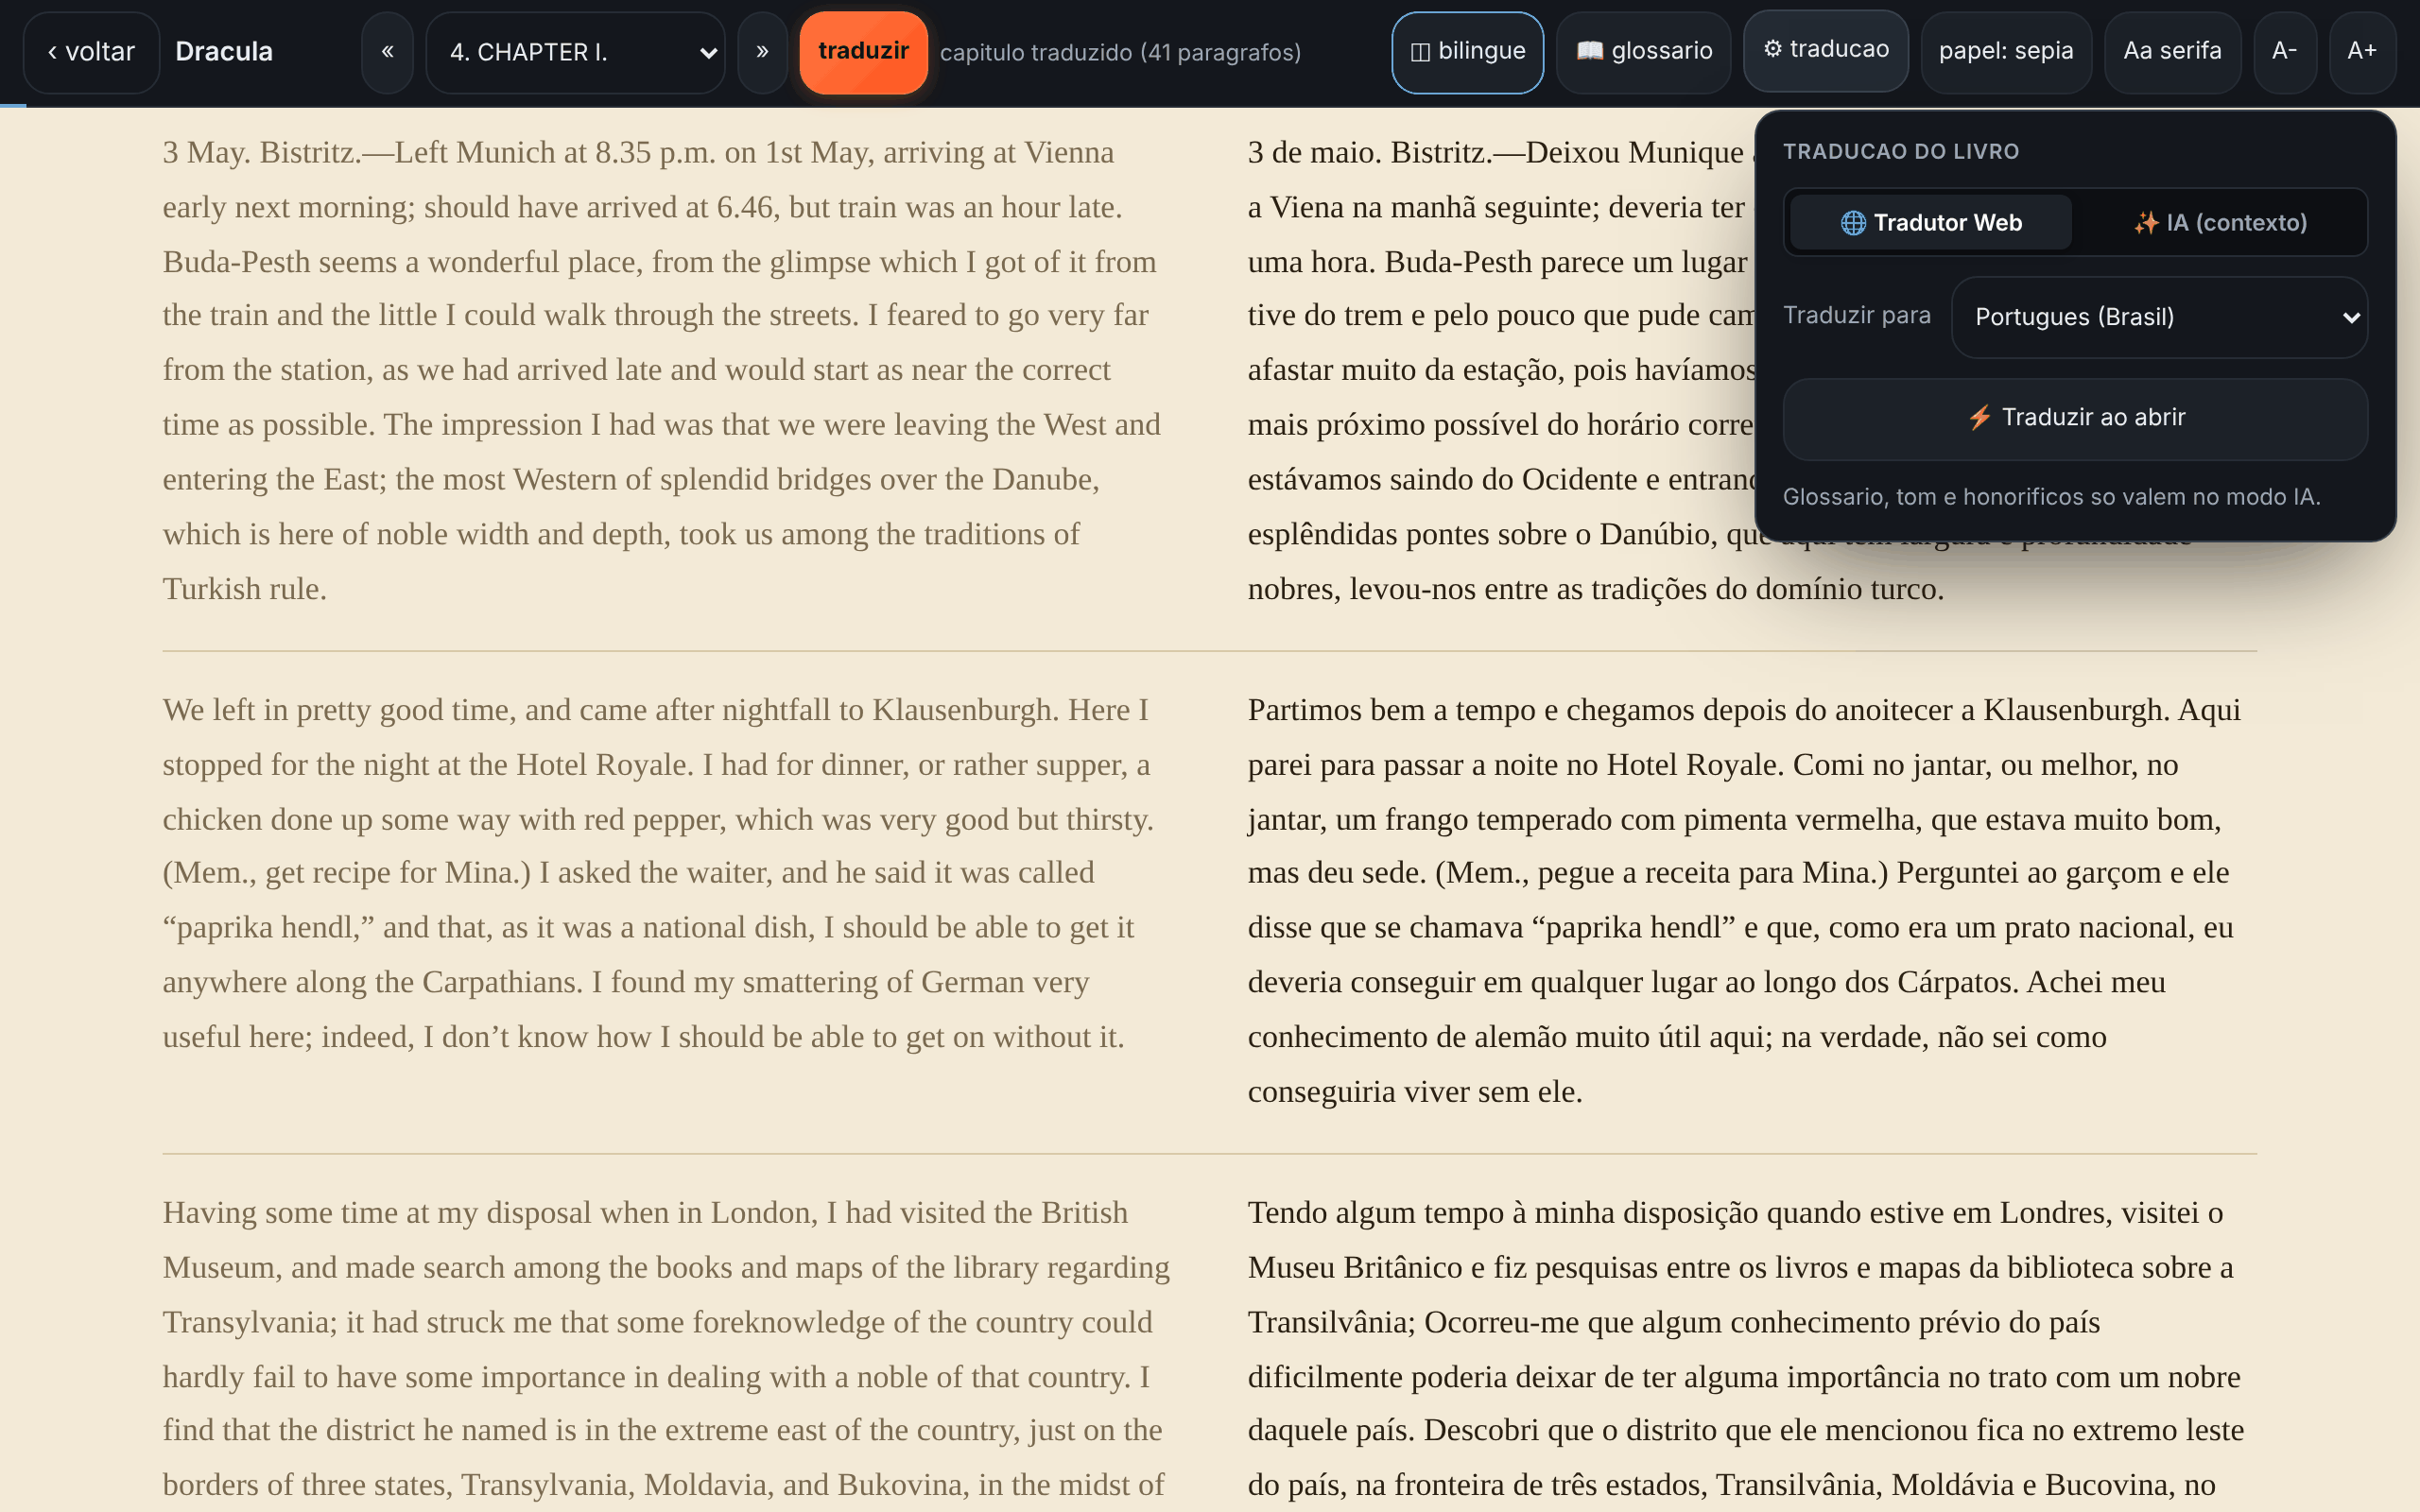 ‹ voltar
Dracula
«
4. CHAPTER I.
»
traduzir
capitulo traduzido (41 paragrafos)
bilingue
glossario
traducao
papel: sepia
Aa serifa
A-
A+
TRADUCAO DO LIVRO
Tradutor Web
IA (contexto)
Traduzir para
Portugues (Brasil)
Traduzir ao abrir
Glossario, tom e honorificos so valem no modo IA.
3 May. Bistritz.—Left Munich at 8.35 p.m. on 1st May, arriving at Vienna
early next morning; should have arrived at 6.46, but train was an hour late.
Buda-Pesth seems a wonderful place, from the glimpse which I got of it from
the train and the little I could walk through the streets. I feared to go very far
from the station, as we had arrived late and would start as near the correct
time as possible. The impression I had was that we were leaving the West and
entering the East; the most Western of splendid bridges over the Danube,
which is here of noble width and depth, took us among the traditions of
Turkish rule.
3 de maio. Bistritz.—Deixou Munique
a Viena na manhã seguinte; deveria ter
uma hora. Buda-Pesth parece um lugar
tive do trem e pelo pouco que pude
afastar muito da estação, pois havíamos
mais próximo possível do horário
estávamos saindo do Ocidente e
esplêndidas pontes sobre o Danúbio, que
nobres, levou-nos entre as tradições do domínio turco.
We left in pretty good time, and came after nightfall to Klausenburgh. Here I
stopped for the night at the Hotel Royale. I had for dinner, or rather supper, a
chicken done up some way with red pepper, which was very good but thirsty.
(Mem., get recipe for Mina.) I asked the waiter, and he said it was called
“paprika hendl,” and that, as it was a national dish, I should be able to get it
anywhere along the Carpathians. I found my smattering of German very
useful here; indeed, I don’t know how I should be able to get on without it.
Partimos bem a tempo e chegamos depois do anoitecer a Klausenburgh. Aqui
parei para passar a noite no Hotel Royale. Comi no jantar, ou melhor, no
jantar, um frango temperado com pimenta vermelha, que estava muito bom,
mas deu sede. (Mem., pegue a receita para Mina.) Perguntei ao garçom e ele
disse que se chamava “paprika hendl” e que, como era um prato nacional, eu
deveria conseguir em qualquer lugar ao longo dos Cárpatos. Achei meu
conhecimento de alemão muito útil aqui; na verdade, não sei como
conseguiria viver sem ele.
Having some time at my disposal when in London, I had visited the British
Museum, and made search among the books and maps of the library regarding
Transylvania; it had struck me that some foreknowledge of the country could
hardly fail to have some importance in dealing with a noble of that country. I
find that the district he named is in the extreme east of the country, just on the
borders of three states, Transylvania, Moldavia, and Bukovina, in the midst of
Tendo algum tempo à minha disposição quando estive em Londres, visitei o
Museu Britânico e fiz pesquisas entre os livros e mapas da biblioteca sobre a
Transilvânia; Ocorreu-me que algum conhecimento prévio do país
dificilmente poderia deixar de ter alguma importância no trato com um nobre
daquele país. Descobri que o distrito que ele mencionou fica no extremo leste
do país, na fronteira de três estados, Transilvânia, Moldávia e Bucovina, no